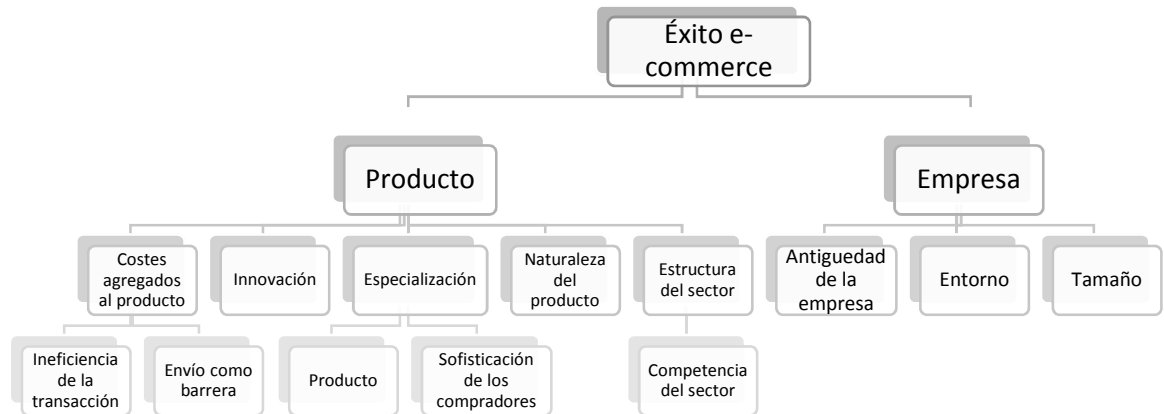 Éxito e-
commerce
Producto
Empresa
Costes
agregados
al producto
Innovación
Especialización
Naturaleza
del
producto
Estructura
del sector
Antiguedad
de la
empresa
Entorno
Tamaño
Ineficiencia
de la
transacción
Envío como
barrera
Producto
Sofisticación
de los
compradores
Competencia
del sector